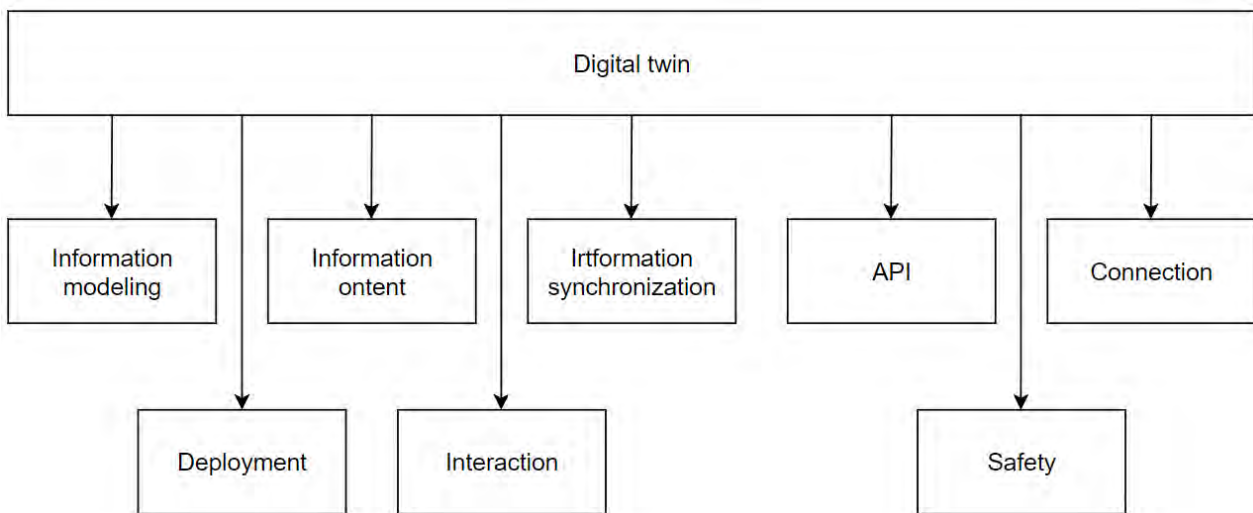 Digital twin
Information
modeling
Information
ontent
Irtformation
synchronization
API
Connection
Deployment
Interaction
Safety